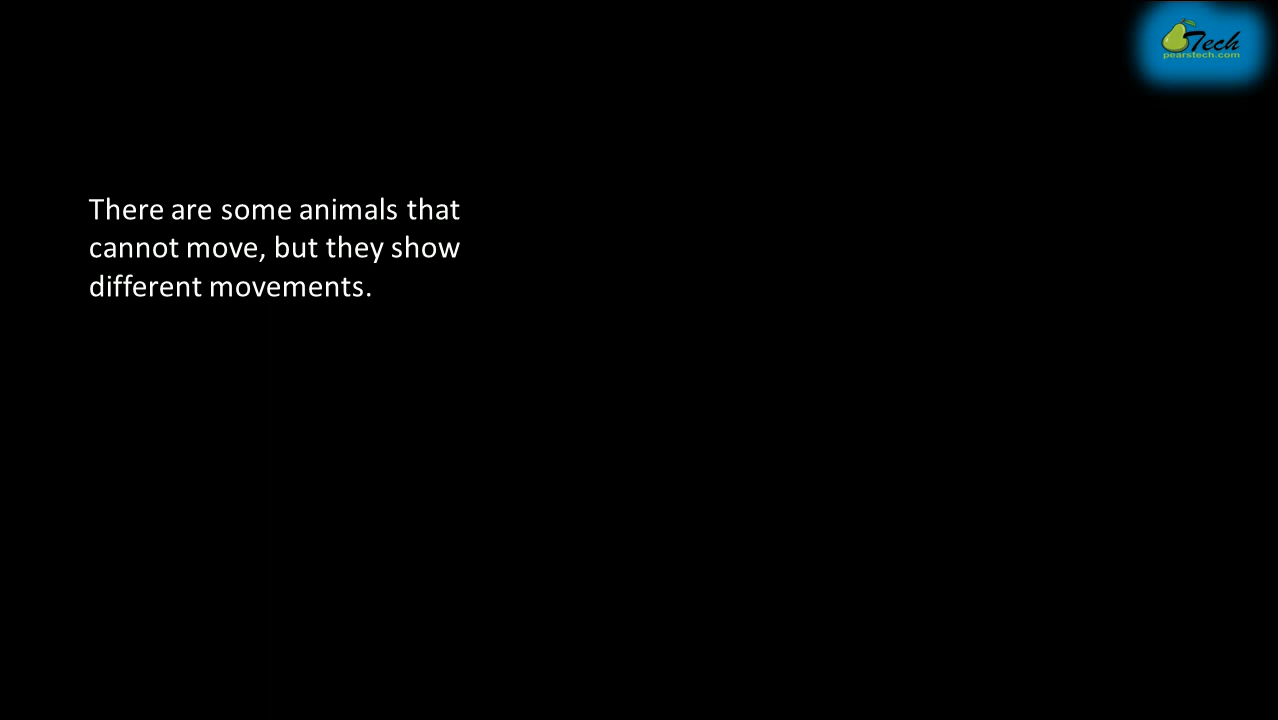 Tech
pearstech.com
There are some animals that
cannot move, but they show
different movements.